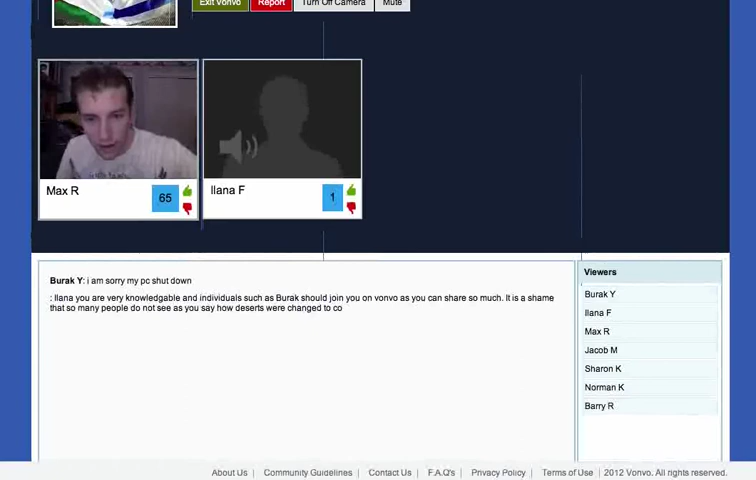 Exit Vonvo Report Turn Off Camera Mute
Max R 65
Ilana F 1
Burak Y: i am sorry my pc shut down
: Ilana you are very knowledgable and individuals such as Burak should join you on vonvo as you can share so much. It is a shame
that so many people do not see as you say how deserts were changed to co
Viewers
Burak Y
Ilana F
Max R
Jacob M
Sharon K
Norman K
Barry R
About Us | Community Guidelines | Contact Us | F.A.Q's | Privacy Policy | Terms of Use | 2012 Vonvo. All rights reserved.